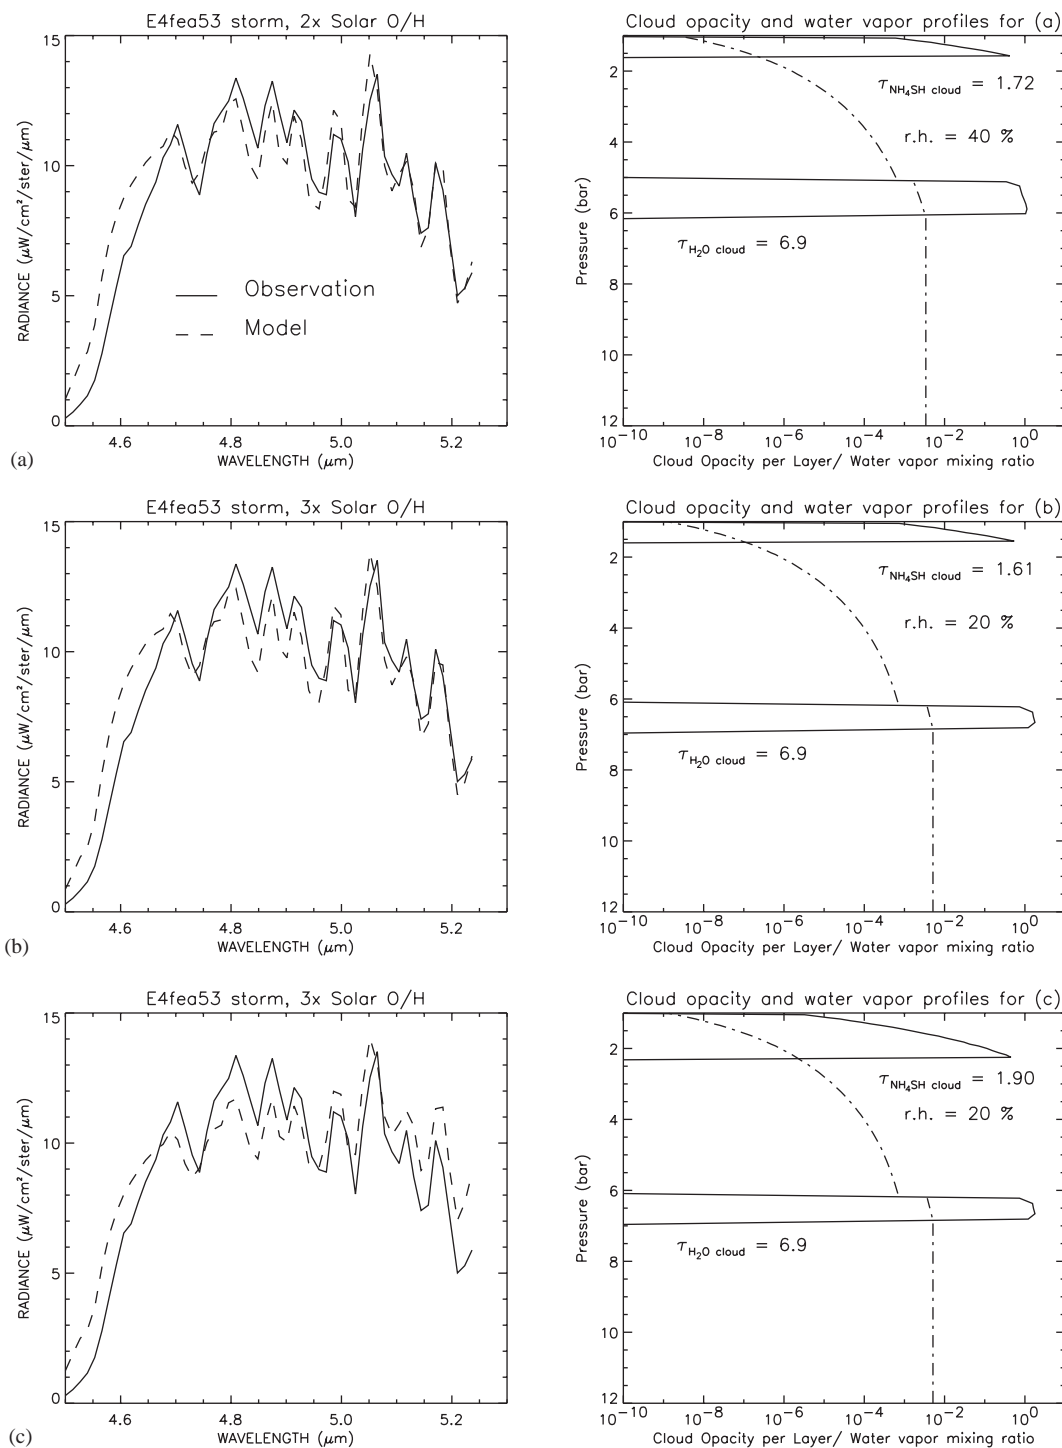 E4fea53 storm, 2x Solar O/H
15
10
5
0
RADIANCE (μW/cm²/ster/μm)
Observation
Model
4.6 4.8 5.0 5.2
WAVELENGTH (μm)
(a)
Cloud opacity and water vapor profiles for (a)
2
4
6
8
10
12
Pressure (bar)
τNH₄SH cloud = 1.72
r.h. = 40 %
τH₂O cloud = 6.9
10⁻¹⁰ 10⁻⁸ 10⁻⁶ 10⁻⁴ 10⁻² 10⁰
Cloud Opacity per Layer/ Water vapor mixing ratio
E4fea53 storm, 3x Solar O/H
15
10
5
0
RADIANCE (μW/cm²/ster/μm)
4.6 4.8 5.0 5.2
WAVELENGTH (μm)
(b)
Cloud opacity and water vapor profiles for (b)
2
4
6
8
10
12
Pressure (bar)
τNH₄SH cloud = 1.61
r.h. = 20 %
τH₂O cloud = 6.9
10⁻¹⁰ 10⁻⁸ 10⁻⁶ 10⁻⁴ 10⁻² 10⁰
Cloud Opacity per Layer/ Water vapor mixing ratio
E4fea53 storm, 3x Solar O/H
15
10
5
0
RADIANCE (μW/cm²/ster/μm)
4.6 4.8 5.0 5.2
WAVELENGTH (μm)
(c)
Cloud opacity and water vapor profiles for (c)
2
4
6
8
10
12
Pressure (bar)
τNH₄SH cloud = 1.90
r.h. = 20 %
τH₂O cloud = 6.9
10⁻¹⁰ 10⁻⁸ 10⁻⁶ 10⁻⁴ 10⁻² 10⁰
Cloud Opacity per Layer/ Water vapor mixing ratio